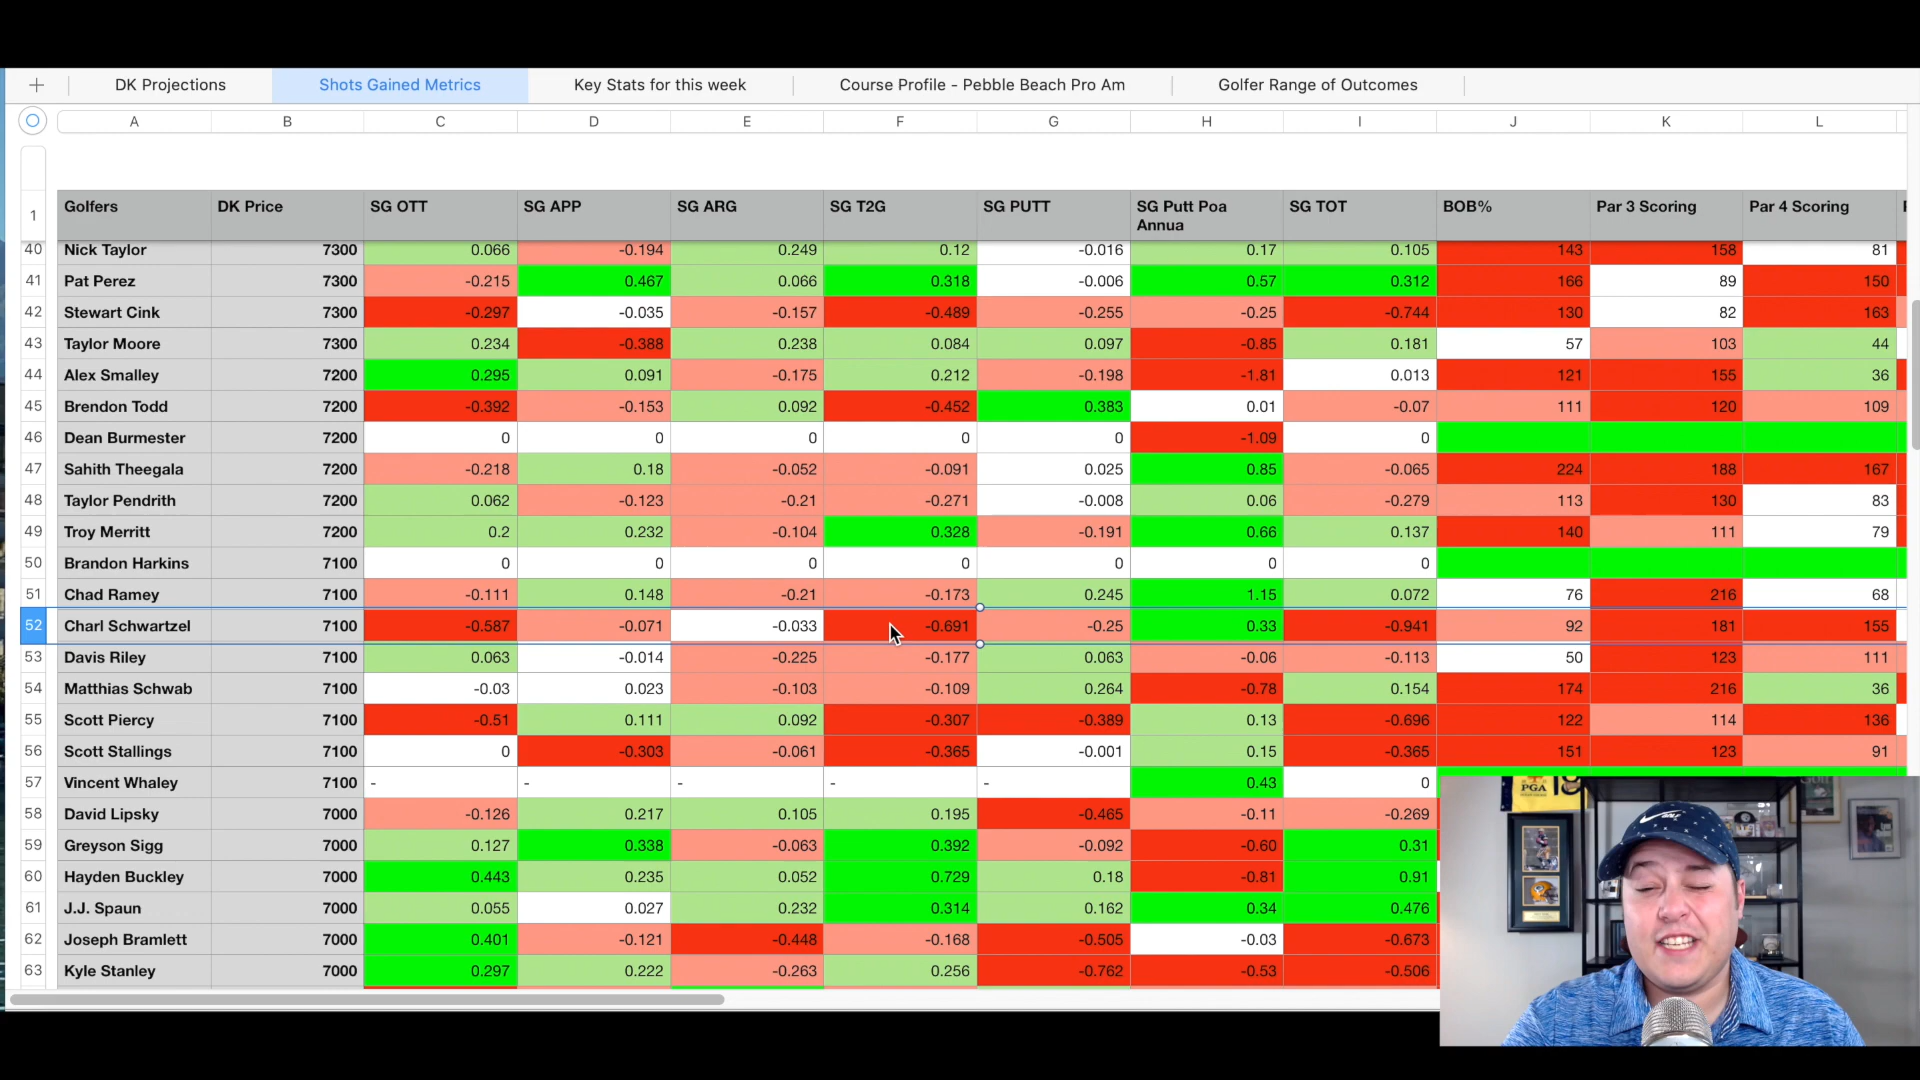 DK Projections Shots Gained Metrics Key Stats for this week Course Profile - Pebble Beach Pro Am Golfer Range of Outcomes
A B C D E F G H I J K L
1 Golfers DK Price SG OTT SG APP SG ARG SG T2G SG PUTT SG Putt Poa Annua SG TOT BOB% Par 3 Scoring Par 4 Scoring
40 Nick Taylor 7300 0.066 -0.194 0.249 0.12 -0.016 0.17 0.105 143 158 81
41 Pat Perez 7300 -0.215 0.467 0.066 0.318 -0.006 0.57 0.312 166 89 150
42 Stewart Cink 7300 -0.297 -0.035 -0.157 -0.489 -0.255 -0.25 -0.744 130 82 163
43 Taylor Moore 7300 0.234 -0.388 0.238 0.084 0.097 -0.85 0.181 57 103 44
44 Alex Smalley 7200 0.295 0.091 -0.175 0.212 -0.198 -1.81 0.013 121 155 36
45 Brendon Todd 7200 -0.392 -0.153 0.092 -0.452 0.383 0.01 -0.07 111 120 109
46 Dean Burmester 7200 0 0 0 0 0 -1.09 0
47 Sahith Theegala 7200 -0.218 0.18 -0.052 -0.091 0.025 0.85 -0.065 224 188 167
48 Taylor Pendrith 7200 0.062 -0.123 -0.21 -0.271 -0.008 0.06 -0.279 113 130 83
49 Troy Merritt 7200 0.2 0.232 -0.104 0.328 -0.191 0.66 0.137 140 111 79
50 Brandon Harkins 7100 0 0 0 0 0 0 0
51 Chad Ramey 7100 -0.111 0.148 -0.21 -0.173 0.245 1.15 0.072 76 216 68
52 Charl Schwartzel 7100 -0.587 -0.071 -0.033 -0.691 -0.25 0.33 -0.941 92 181 155
53 Davis Riley 7100 0.063 -0.014 -0.225 -0.177 0.063 -0.06 -0.113 50 123 111
54 Matthias Schwab 7100 -0.03 0.023 -0.103 -0.109 0.264 -0.78 0.154 174 216 36
55 Scott Piercy 7100 -0.51 0.111 0.092 -0.307 -0.389 0.13 -0.696 122 114 136
56 Scott Stallings 7100 0 -0.303 -0.061 -0.365 -0.001 0.15 -0.365 151 123 91
57 Vincent Whaley 7100 - - - - - 0.43 0
58 David Lipsky 7000 -0.126 0.217 0.105 0.195 -0.465 -0.11 -0.269
59 Greyson Sigg 7000 0.127 0.338 -0.063 0.392 -0.092 -0.60 0.31
60 Hayden Buckley 7000 0.443 0.235 0.052 0.729 0.18 -0.81 0.91
61 J.J. Spaun 7000 0.055 0.027 0.232 0.314 0.162 0.34 0.476
62 Joseph Bramlett 7000 0.401 -0.121 -0.448 -0.168 -0.505 -0.03 -0.673
63 Kyle Stanley 7000 0.297 0.222 -0.263 0.256 -0.762 -0.53 -0.506
PGA